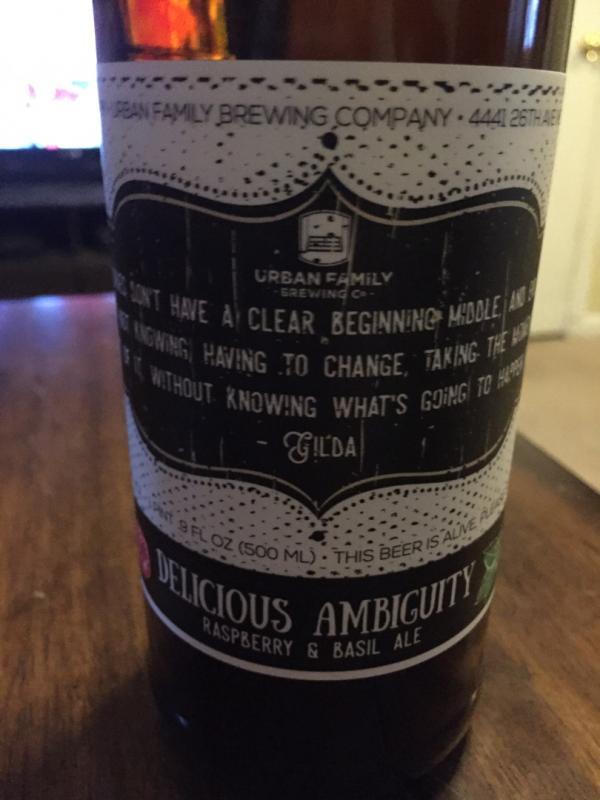 URBAN FAMILY BREWING COMPANY • 4441 26TH AVE
URBAN FAMILY
BREWING Co
DON'T HAVE A CLEAR BEGINNING MIDDLE, AND
KNOWING, HAVING TO CHANGE, TAKING THE
WITHOUT KNOWING WHAT'S GOING TO HAPPEN
- GILDA
PINT .9 FL OZ (500 ML) THIS BEER IS ALIVE,
DELICIOUS AMBIGUITY
RASPBERRY & BASIL ALE